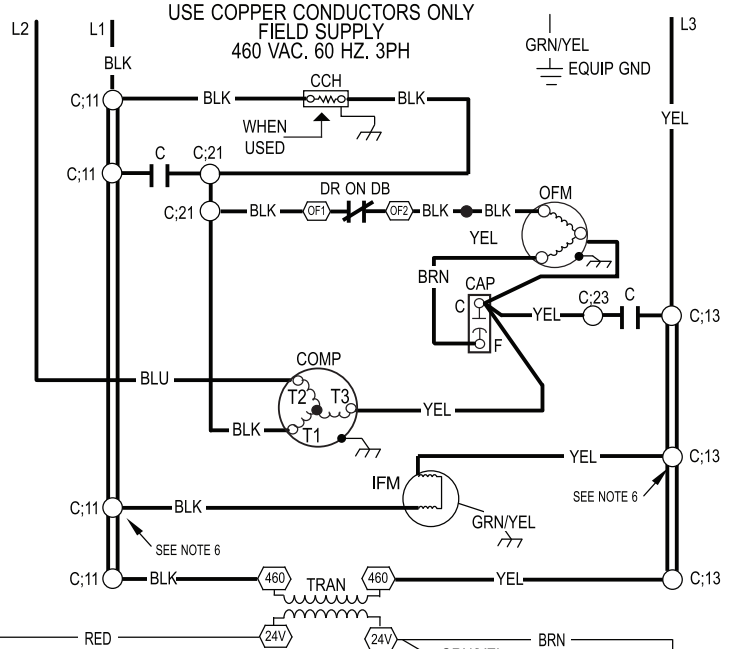 USE COPPER CONDUCTORS ONLY
L2
L1
FIELD SUPPLY
L3
460 VAC. 60 HZ. 3PH
GRN/YEL
BLK
EQUIP GND
CCH
C;11
BLK
BLK
WHEN
USED
YEL
C
C;21
C;11
DR ON DB
OFM
C;21
BLK
OF1
OF2
BLK
BLK
YEL
BRN
CAP
C
C;23
C
YEL
C;13
F
COMP
BLU
T2
T3
YEL
BLK
T1
YEL
C;13
IFM
SEE NOTE 6
C;11
BLK
GRN/YEL
SEE NOTE 6
C;11
BLK
460
TRAN
460
YEL
C;13
RED
24V
24V
BRN